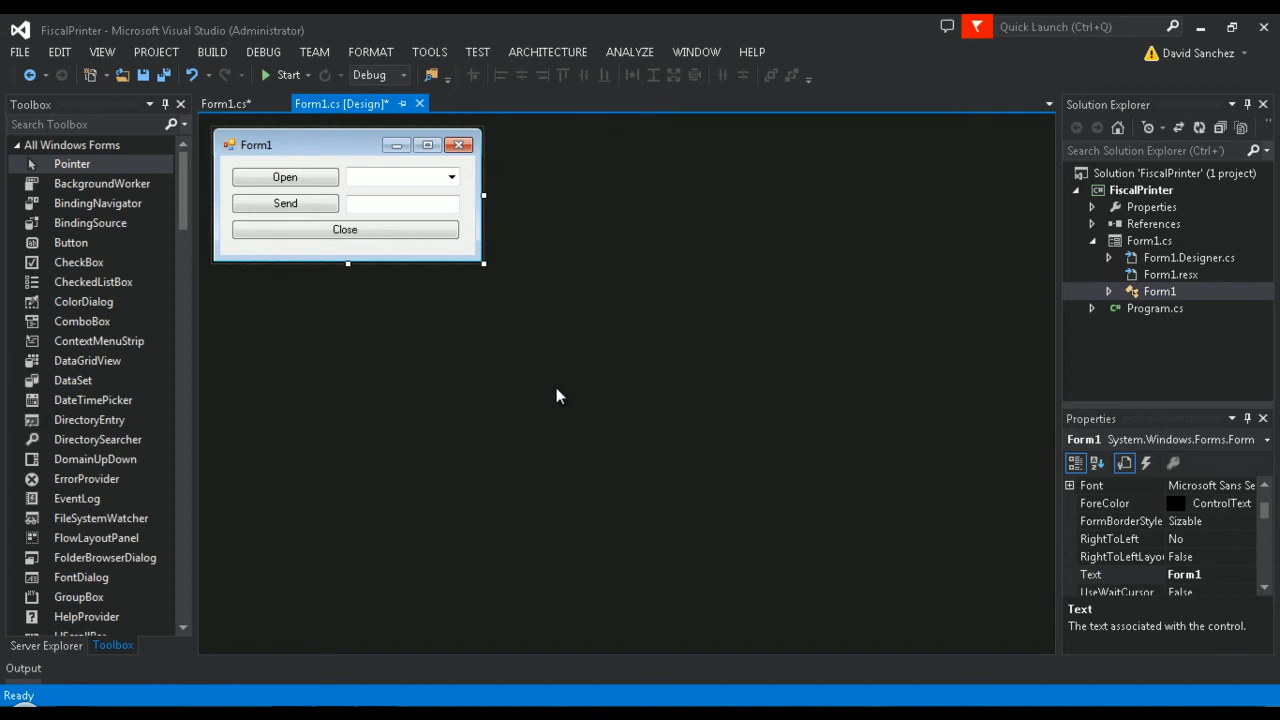 FiscalPrinter - Microsoft Visual Studio (Administrator)
Quick Launch (Ctrl+Q)
FILE EDIT VIEW PROJECT BUILD DEBUG TEAM FORMAT TOOLS TEST ARCHITECTURE ANALYZE WINDOW HELP
David Sanchez
Start Debug
Toolbox
Search Toolbox
All Windows Forms
Pointer
BackgroundWorker
BindingNavigator
BindingSource
Button
CheckBox
CheckedListBox
ColorDialog
ComboBox
ContextMenuStrip
DataGridView
DataSet
DateTimePicker
DirectoryEntry
DirectorySearcher
DomainUpDown
ErrorProvider
EventLog
FileSystemWatcher
FlowLayoutPanel
FolderBrowserDialog
FontDialog
GroupBox
HelpProvider
Server Explorer Toolbox
Form1.cs* Form1.cs [Design]*
Form1
Open
Send
Close
Solution Explorer
Search Solution Explorer (Ctrl+´)
Solution 'FiscalPrinter' (1 project)
FiscalPrinter
Properties
References
Form1.cs
Form1.Designer.cs
Form1.resx
Form1
Program.cs
Properties
Form1 System.Windows.Forms.Form
Font Microsoft Sans Se
ForeColor ControlText
FormBorderStyle Sizable
RightToLeft No
RightToLeftLayou False
Text Form1
UseWaitCursor False
Text
The text associated with the control.
Output
Ready